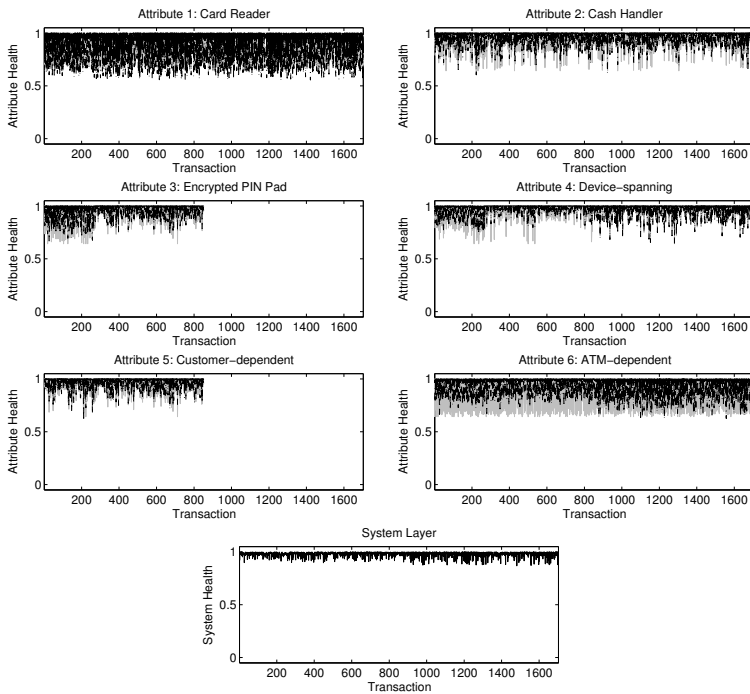 Attribute 1: Card Reader
Attribute Health
1
0.5
0
200 400 600 800 1000 1200 1400 1600
Transaction
Attribute 2: Cash Handler
Attribute Health
1
0.5
0
200 400 600 800 1000 1200 1400 1600
Transaction
Attribute 3: Encrypted PIN Pad
Attribute Health
1
0.5
0
200 400 600 800 1000 1200 1400 1600
Transaction
Attribute 4: Device-spanning
Attribute Health
1
0.5
0
200 400 600 800 1000 1200 1400 1600
Transaction
Attribute 5: Customer-dependent
Attribute Health
1
0.5
0
200 400 600 800 1000 1200 1400 1600
Transaction
Attribute 6: ATM-dependent
Attribute Health
1
0.5
0
200 400 600 800 1000 1200 1400 1600
Transaction
System Layer
System Health
1
0.5
0
200 400 600 800 1000 1200 1400 1600
Transaction